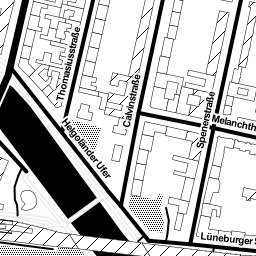 Thomasiusstraße
Calvinstraße
Spenerstraße
Melanchth
Helgoländer Ufer
Lüneburger S